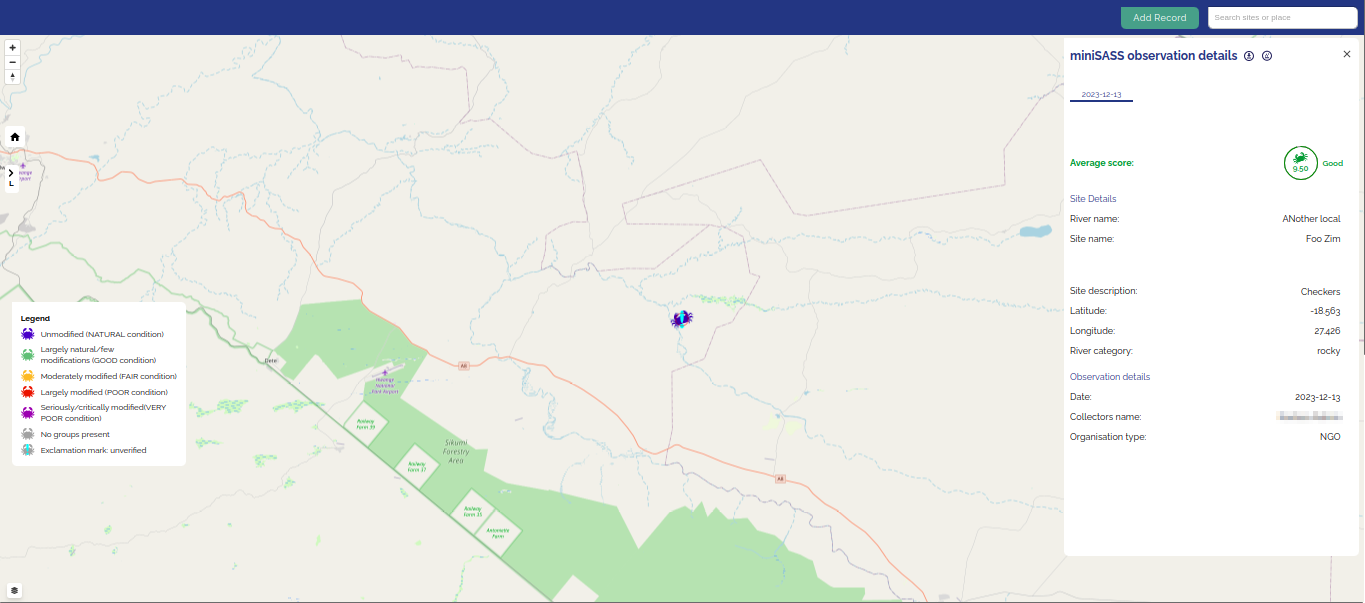 Add Record
Search sites or place
miniSASS observation details
2023-12-13
Average score:
9.50
Good
Site Details
River name:
ANother local
Site name:
Foo Zim
Site description:
Checkers
Latitude:
-18.563
Longitude:
27.426
River category:
rocky
Observation details
Date:
2023-12-13
Collectors name:
Organisation type:
NGO
L
Legend
Unmodified (NATURAL condition)
Largely natural/few
modifications (GOOD condition)
Moderately modified (FAIR condition)
Largely modified (POOR condition)
Seriously/critically modified(VERY
POOR condition)
No groups present
Exclamation mark: unverified
Dete
A8
Hwange
National
Park Airport
Railway
Farm 39
Sikumi
Forestry
Area
Railway
Farm 37
Railway
Farm 35
Antoinette
Farm
A8